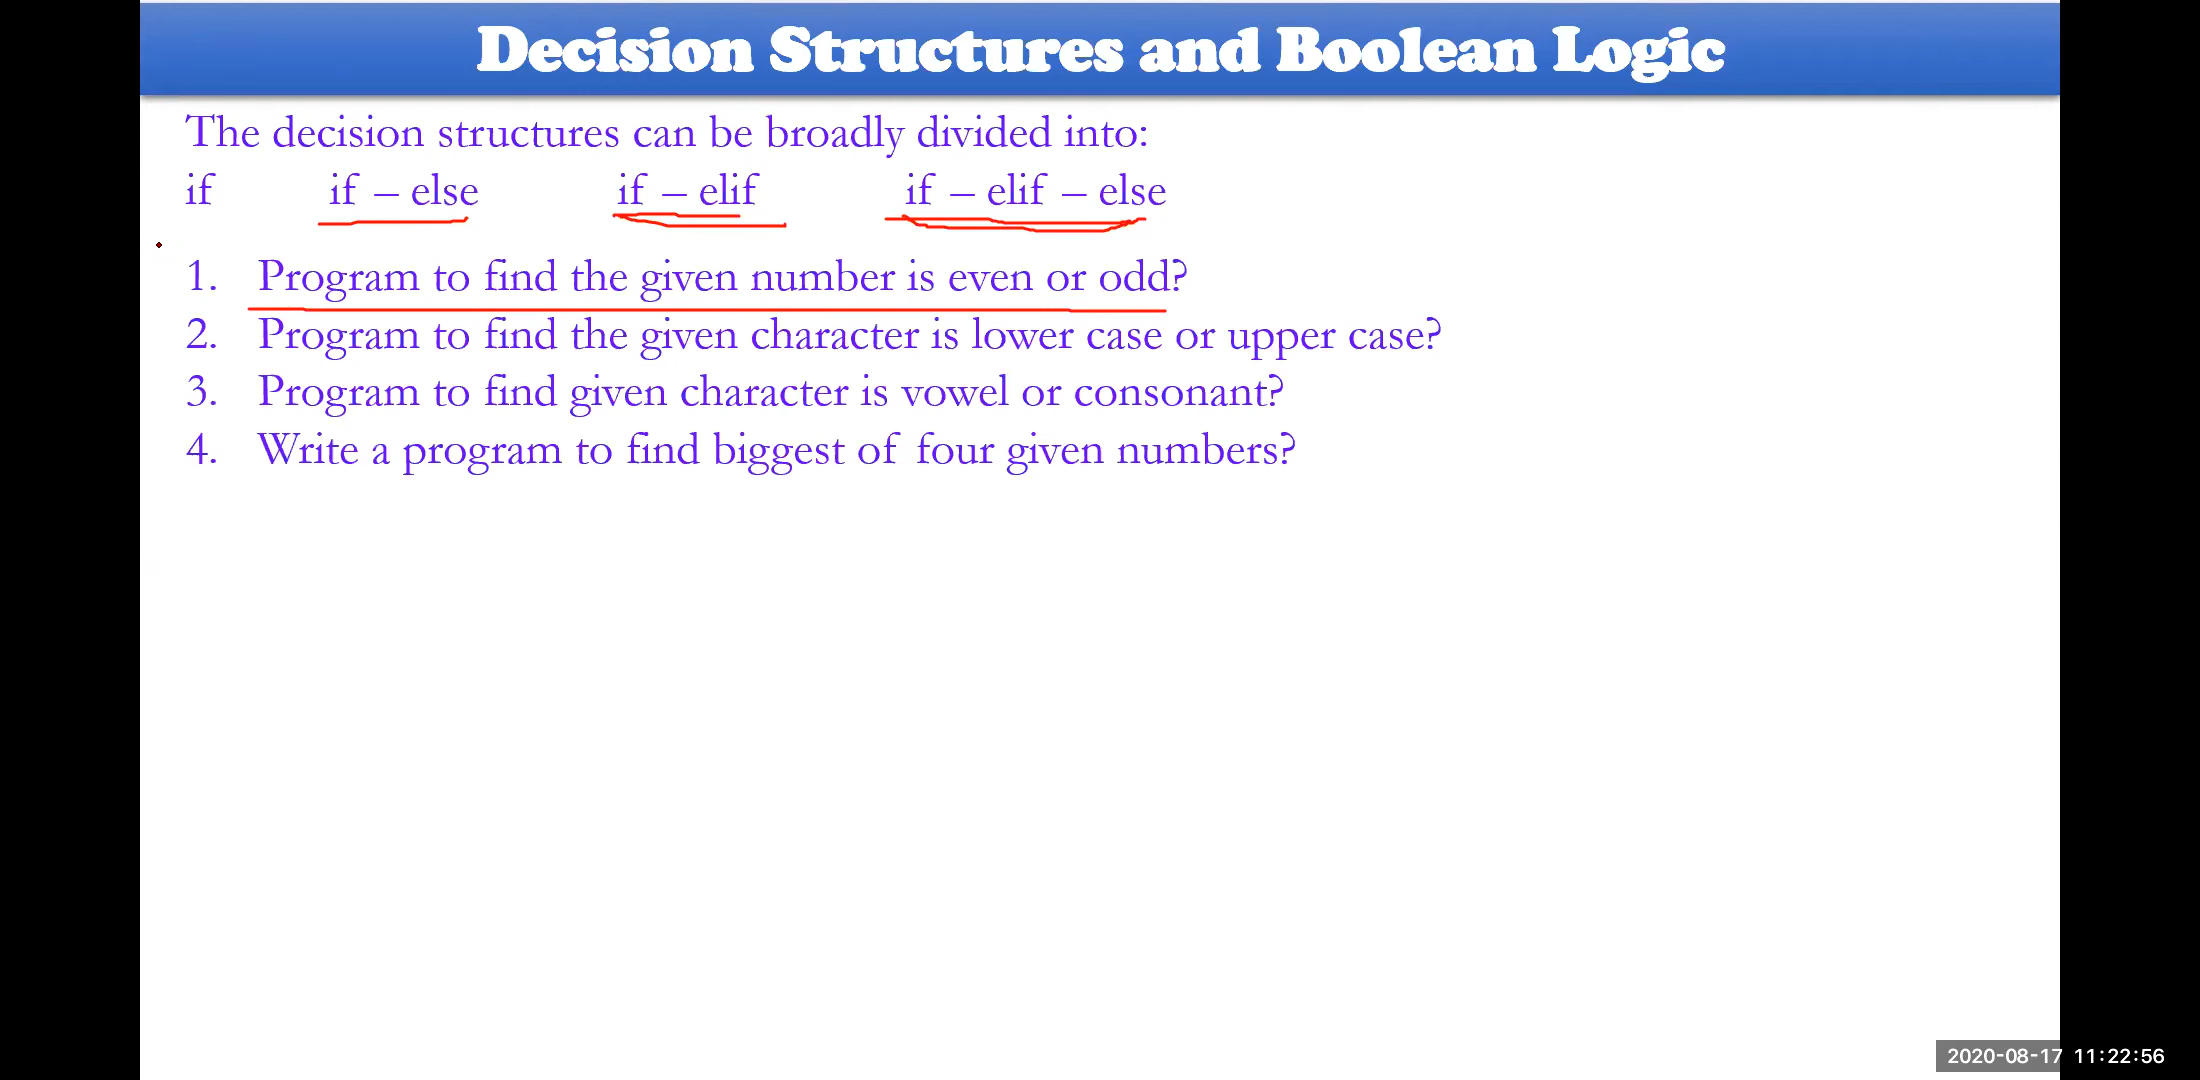 Decision Structures and Boolean Logic
The decision structures can be broadly divided into:
if if – else if – elif if – elif – else
1. Program to find the given number is even or odd?
2. Program to find the given character is lower case or upper case?
3. Program to find given character is vowel or consonant?
4. Write a program to find biggest of four given numbers?
2020-08-17 11:22:56